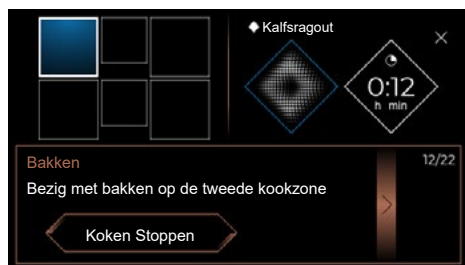 Kalfsragout
0:12
h min
Bakken
12/22
Bezig met bakken op de tweede kookzone
Koken Stoppen